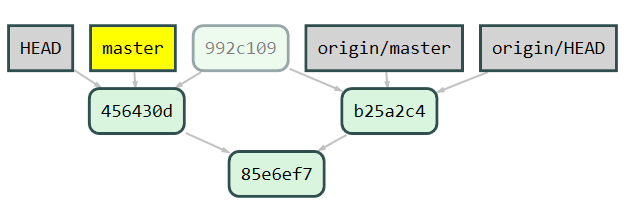 HEAD
master
992c109
origin/master
origin/HEAD
456430d
b25a2c4
85e6ef7